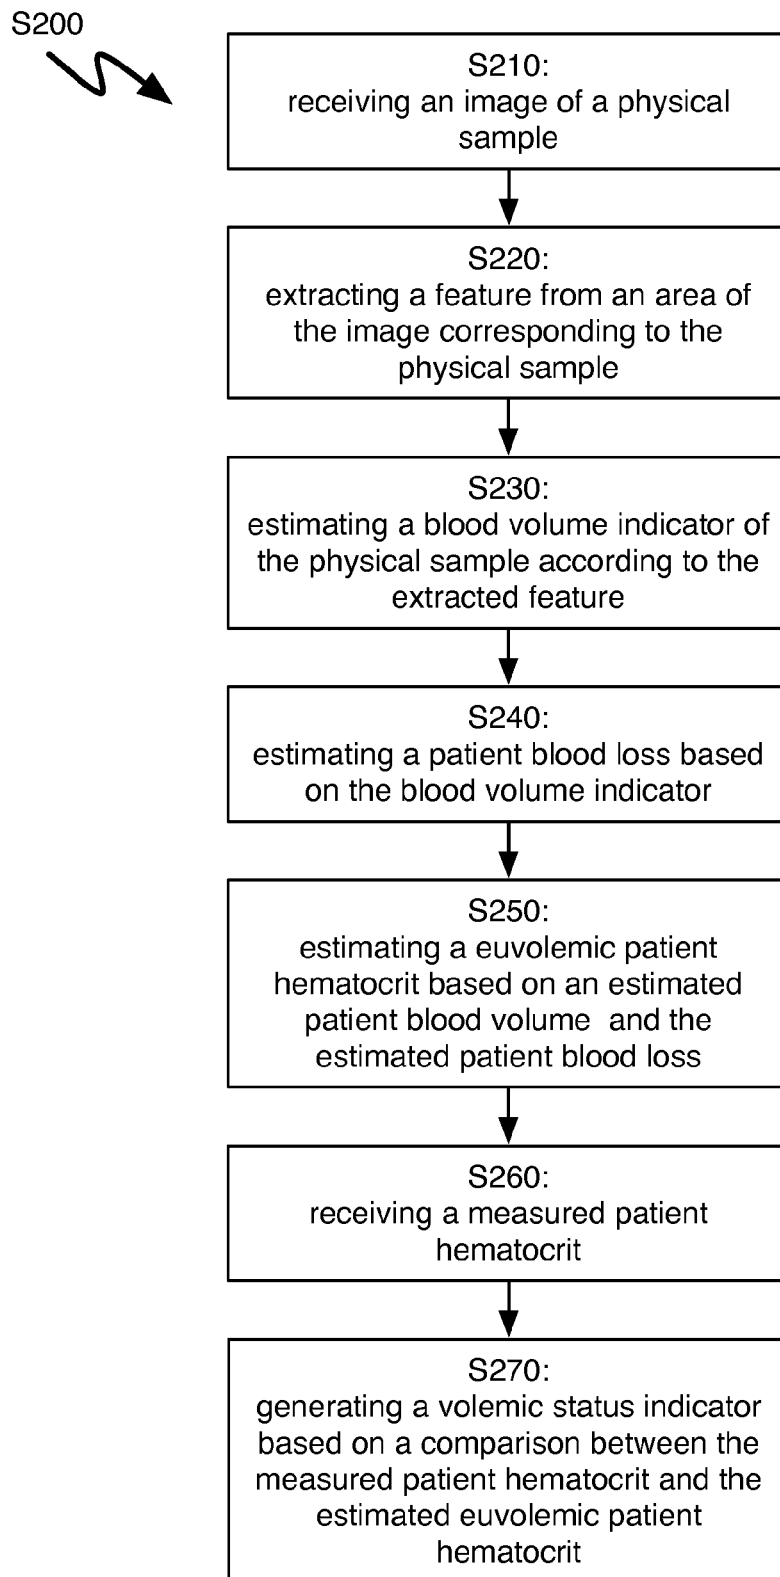 S200
S210:
receiving an image of a physical
sample
S220:
extracting a feature from an area of
the image corresponding to the
physical sample
S230:
estimating a blood volume indicator of
the physical sample according to the
extracted feature
S240:
estimating a patient blood loss based
on the blood volume indicator
S250:
estimating a euvolemic patient
hematocrit based on an estimated
patient blood volume and the
estimated patient blood loss
S260:
receiving a measured patient
hematocrit
S270:
generating a volemic status indicator
based on a comparison between the
measured patient hematocrit and the
estimated euvolemic patient
hematocrit